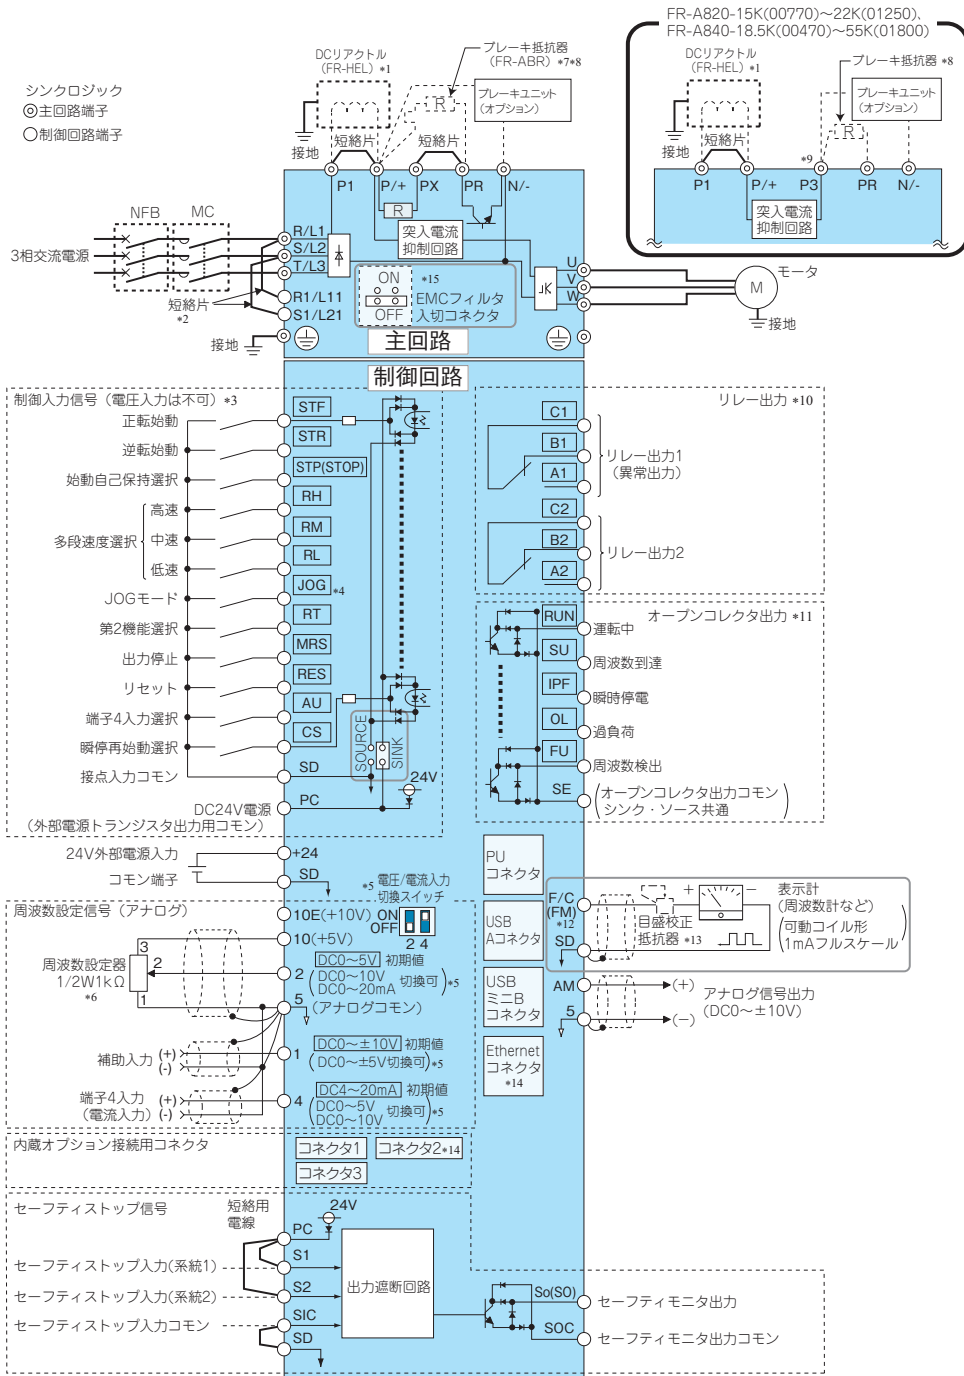 FR-A820-15K(00770)～22K(01250)、
FR-A840-18.5K(00470)～55K(01800)
DCリアクトル
(FR-HEL) *1
ブレーキ抵抗器 *8
ブレーキユニット
(オプション)
R
接地
短絡片
*9
P1
P/+
P3
PR
N/-
突入電流
抑制回路
シンクロジック
主回路端子
制御回路端子
DCリアクトル
(FR-HEL) *1
ブレーキ抵抗器
(FR-ABR) *7*8
ブレーキユニット
(オプション)
R
接地
短絡片
短絡片
P1
P/+
PX
PR
N/-
R
突入電流
抑制回路
NFB
MC
3相交流電源
R/L1
S/L2
T/L3
R1/L11
S1/L21
短絡片
*2
接地
ON
OFF
*15
EMCフィルタ
入切コネクタ
U
V
W
モータ
M
接地
主回路
制御回路
制御入力信号（電圧入力は不可）*3
正転始動
STF
逆転始動
STR
始動自己保持選択
STP(STOP)
多段速度選択
高速
RH
中速
RM
低速
RL
JOGモード
JOG *4
第2機能選択
RT
出力停止
MRS
リセット
RES
端子4入力選択
AU
瞬停再始動選択
CS
接点入力コモン
SD
SOURCE
SINK
24V
DC24V電源
(外部電源トランジスタ出力用コモン)
PC
24V外部電源入力
+24
コモン端子
SD
リレー出力 *10
C1
B1
A1
リレー出力1
(異常出力)
C2
B2
A2
リレー出力2
オープンコレクタ出力 *11
RUN
運転中
SU
周波数到達
IPF
瞬時停電
OL
過負荷
FU
周波数検出
SE
オープンコレクタ出力コモン
シンク・ソース共通
*5 電圧/電流入力
切換スイッチ
ON
OFF
2 4
周波数設定信号（アナログ）
10E(+10V)
10(+5V)
周波数設定器
1/2W1kΩ
*6
3
2
1
2
DC0～5V 初期値
DC0～10V
DC0～20mA
切換可 *5
5
(アナログコモン)
補助入力
(+)
(-)
1
DC0～±10V 初期値
(DC0～±5V切換可) *5
端子4入力
(電流入力)
(+)
(-)
4
DC4～20mA 初期値
DC0～5V
DC0～10V
切換可 *5
PU
コネクタ
USB
Aコネクタ
USB
ミニB
コネクタ
Ethernet
コネクタ
*14
F/C
(FM)
*12
SD
目盛校正
抵抗器 *13
+
−
表示計
(周波数計など)
可動コイル形
1mAフルスケール
AM
5
(+)
(−)
アナログ信号出力
(DC0～±10V)
内蔵オプション接続用コネクタ
コネクタ1
コネクタ2 *14
コネクタ3
セーフティストップ信号
短絡用
電線
24V
PC
S1
セーフティストップ入力(系統1)
S2
セーフティストップ入力(系統2)
SIC
セーフティストップ入力コモン
SD
出力遮断回路
So(SO)
セーフティモニタ出力
SOC
セーフティモニタ出力コモン